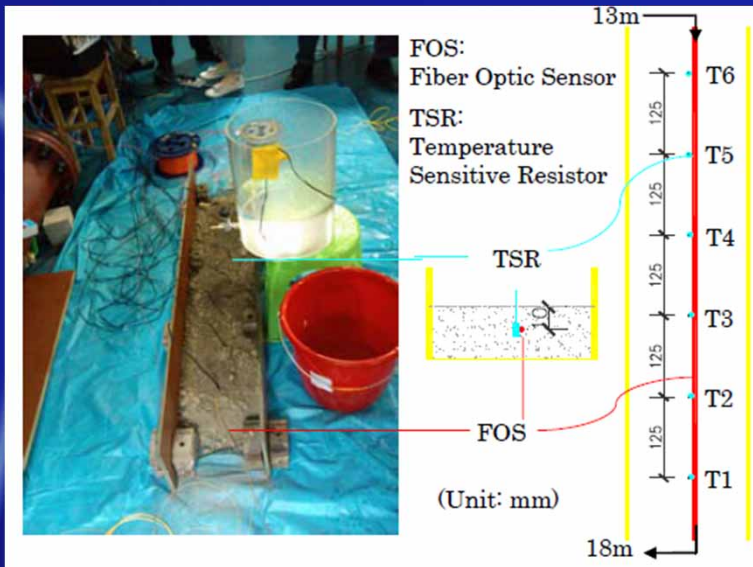 FOS:
Fiber Optic Sensor
TSR:
Temperature
Sensitive Resistor
13m
T6
125
T5
125
T4
125
T3
125
T2
125
T1
18m
TSR
10
FOS
(Unit: mm)